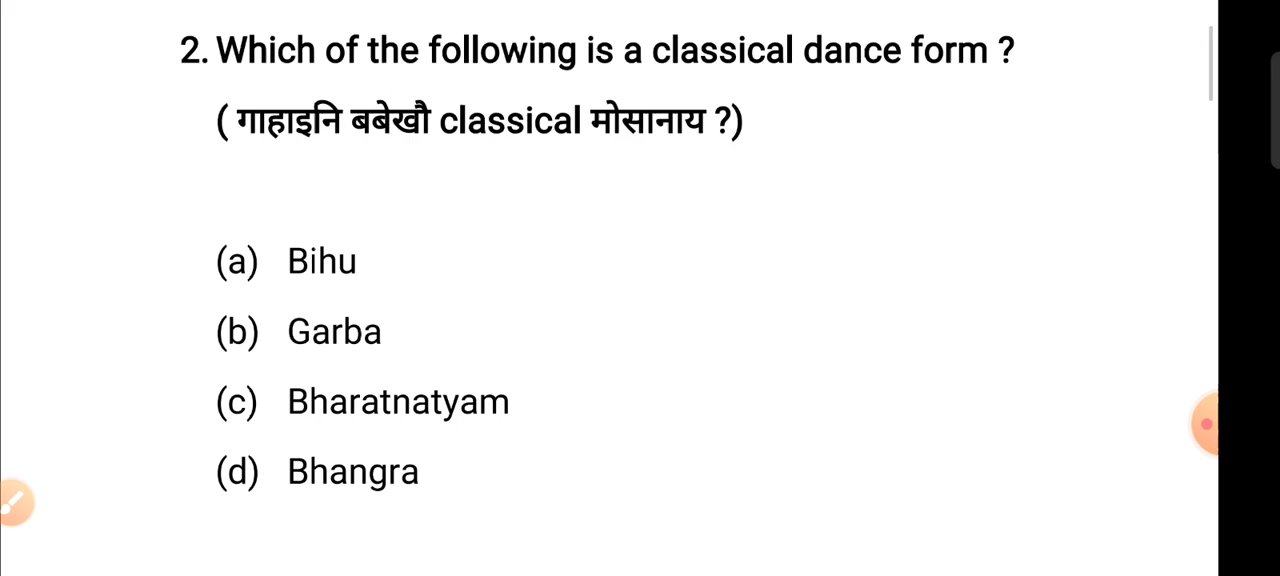 2. Which of the following is a classical dance form ?
( गाहाइनि बबेखौ classical मोसानाय ?)
(a) Bihu
(b) Garba
(c) Bharatnatyam
(d) Bhangra